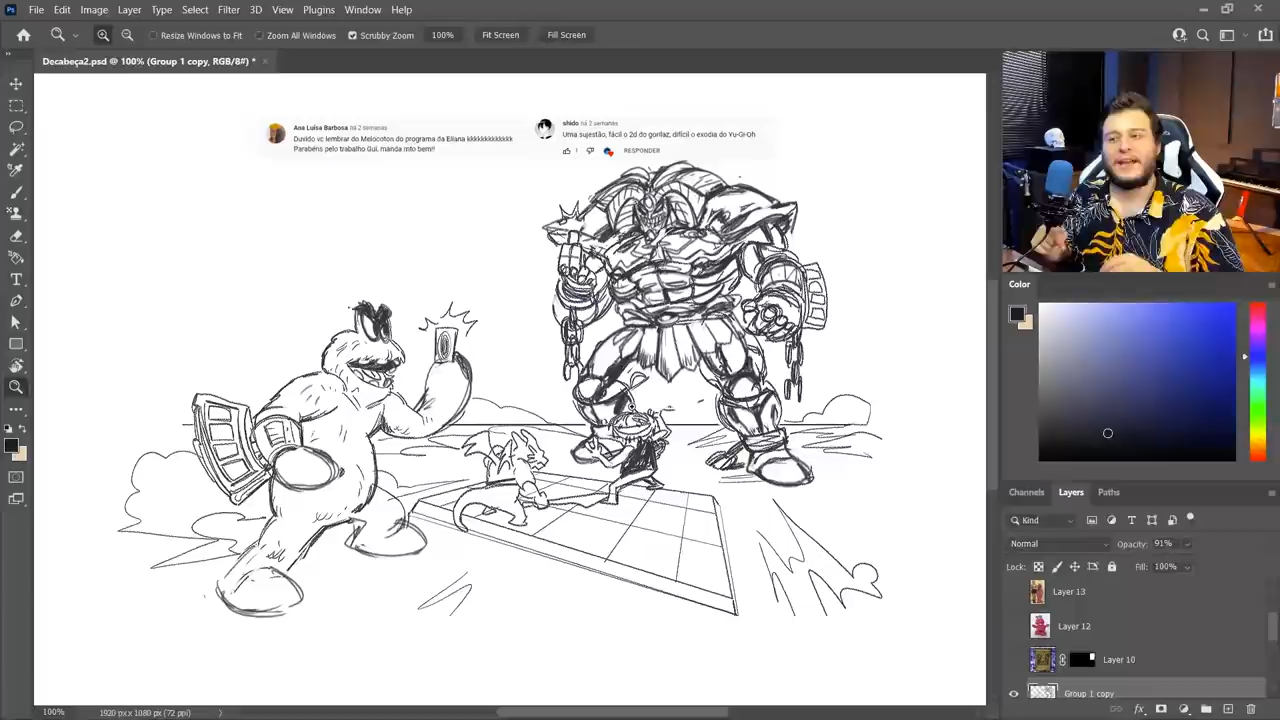 Ps File Edit Image Layer Type Select Filter 3D View Plugins Window Help
Resize Windows to Fit Zoom All Windows Scrubby Zoom 100% Fit Screen Fill Screen
Decabeça2.psd @ 100% (Group 1 copy, RGB/8#) *
Ana Luísa Barbosa há 2 semanas
Duvido vc lembrar do Melocoton do programa da Eliana kkkkkkkkkkkkk
Parabéns pelo trabalho Gui, manda mto bem!!
shido há 2 semanas
Uma sujestão, fácil o 2d do gorilaz, difícil o exodia do Yu-Gi-Oh
1 RESPONDER
Color
Channels Layers Paths
Kind
Normal Opacity: 91%
Lock: Fill: 100%
Layer 13
Layer 12
Layer 10
Group 1 copy
100% 1920 px x 1080 px (72 ppi)
fx